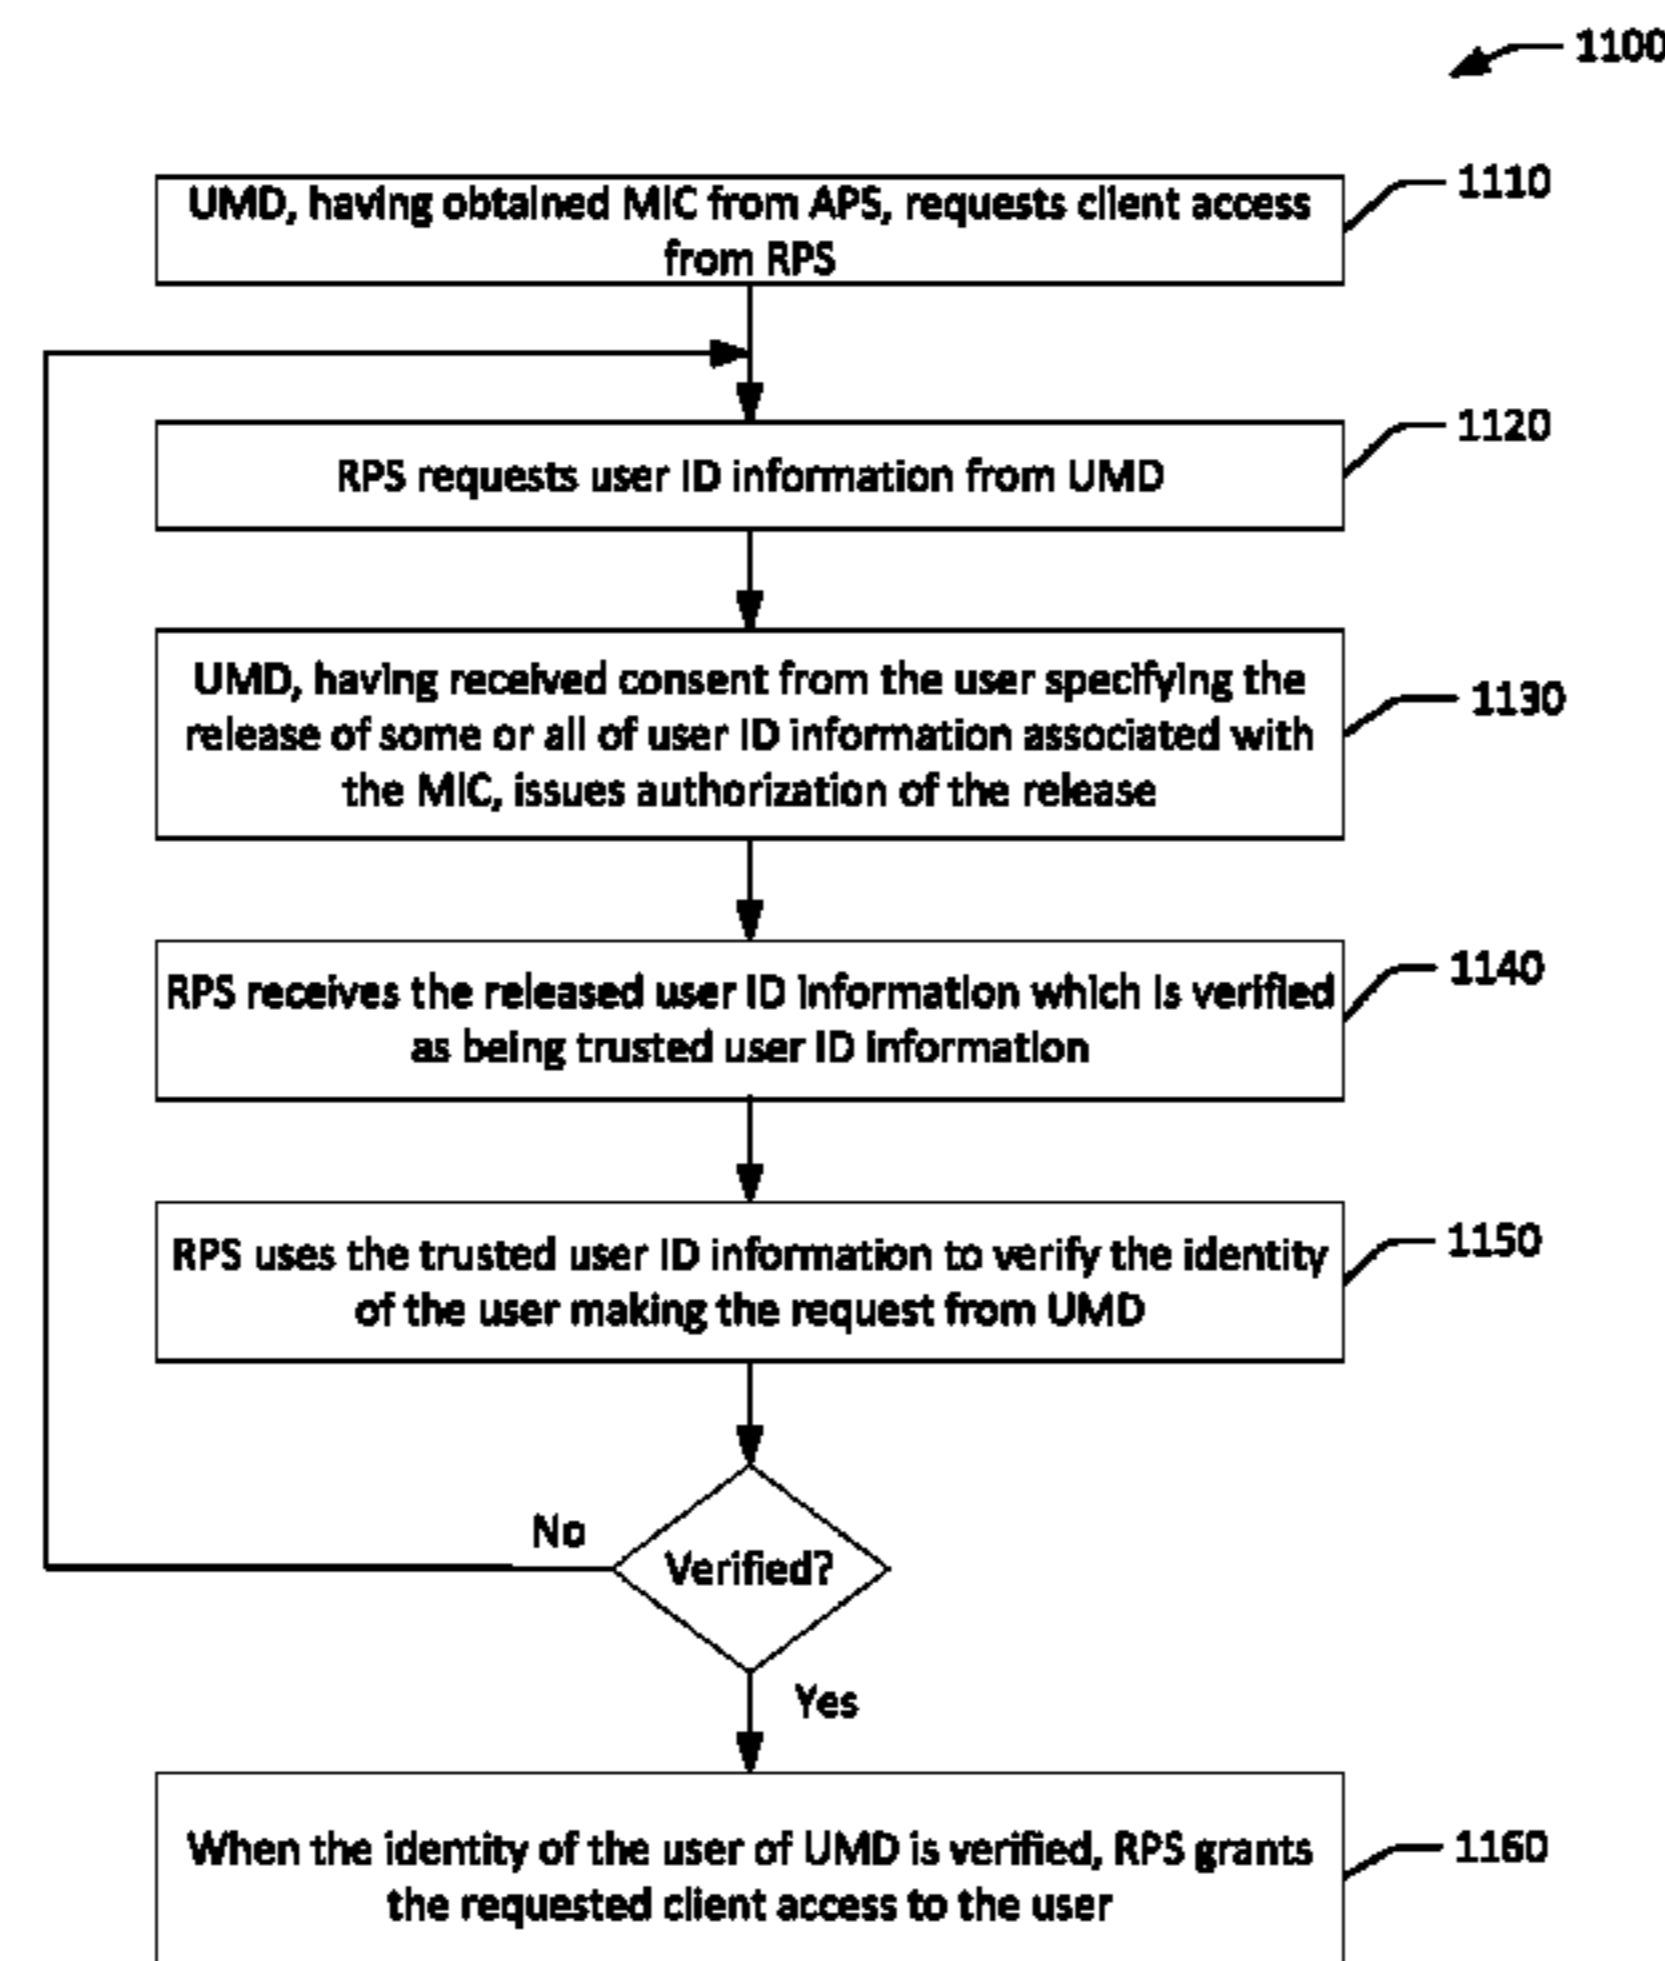 1100
UMD, having obtained MIC from APS, requests client access
from RPS
1110
RPS requests user ID information from UMD
1120
UMD, having received consent from the user specifying the
release of some or all of user ID information associated with
the MIC, issues authorization of the release
1130
RPS receives the released user ID information which is verified
as being trusted user ID information
1140
RPS uses the trusted user ID information to verify the identity
of the user making the request from UMD
1150
No
Verified?
Yes
When the identity of the user of UMD is verified, RPS grants
the requested client access to the user
1160